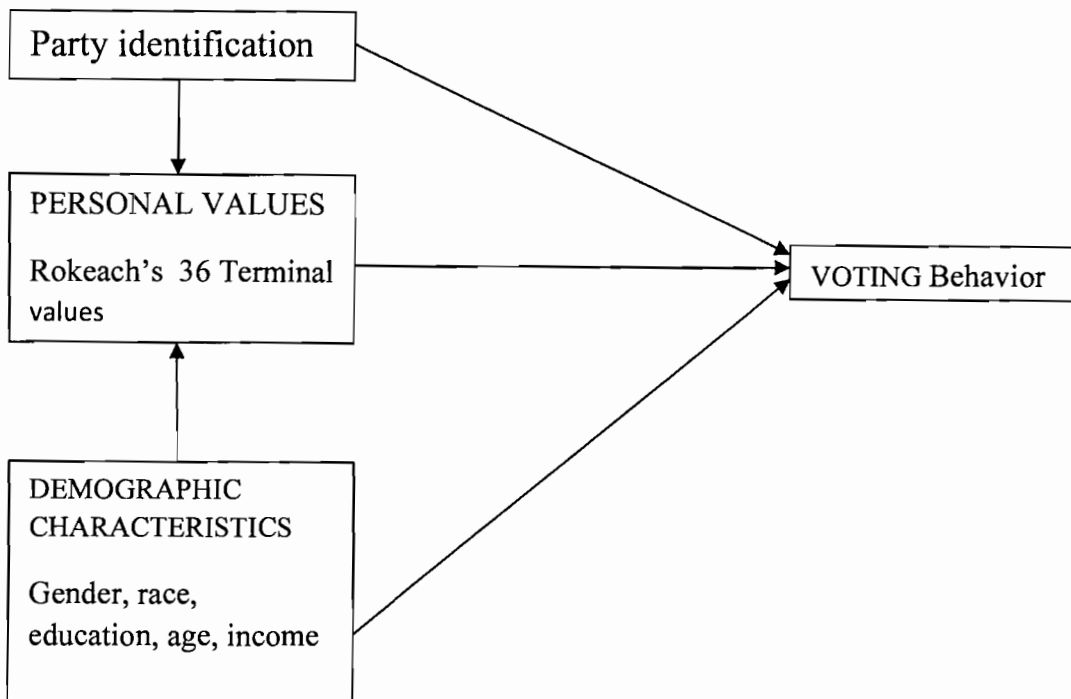 Party identification
PERSONAL VALUES
Rokeach's 36 Terminal
values
VOTING Behavior
DEMOGRAPHIC
CHARACTERISTICS
Gender, race,
education, age, income